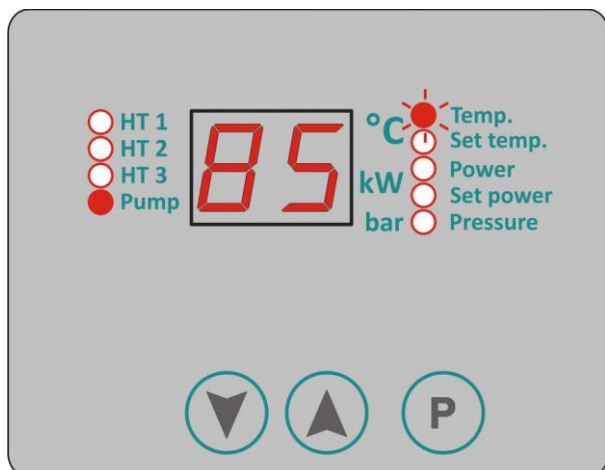 HT 1
HT 2
HT 3
Pump
85
°C
kW
bar
Temp.
Set temp.
Power
Set power
Pressure
P